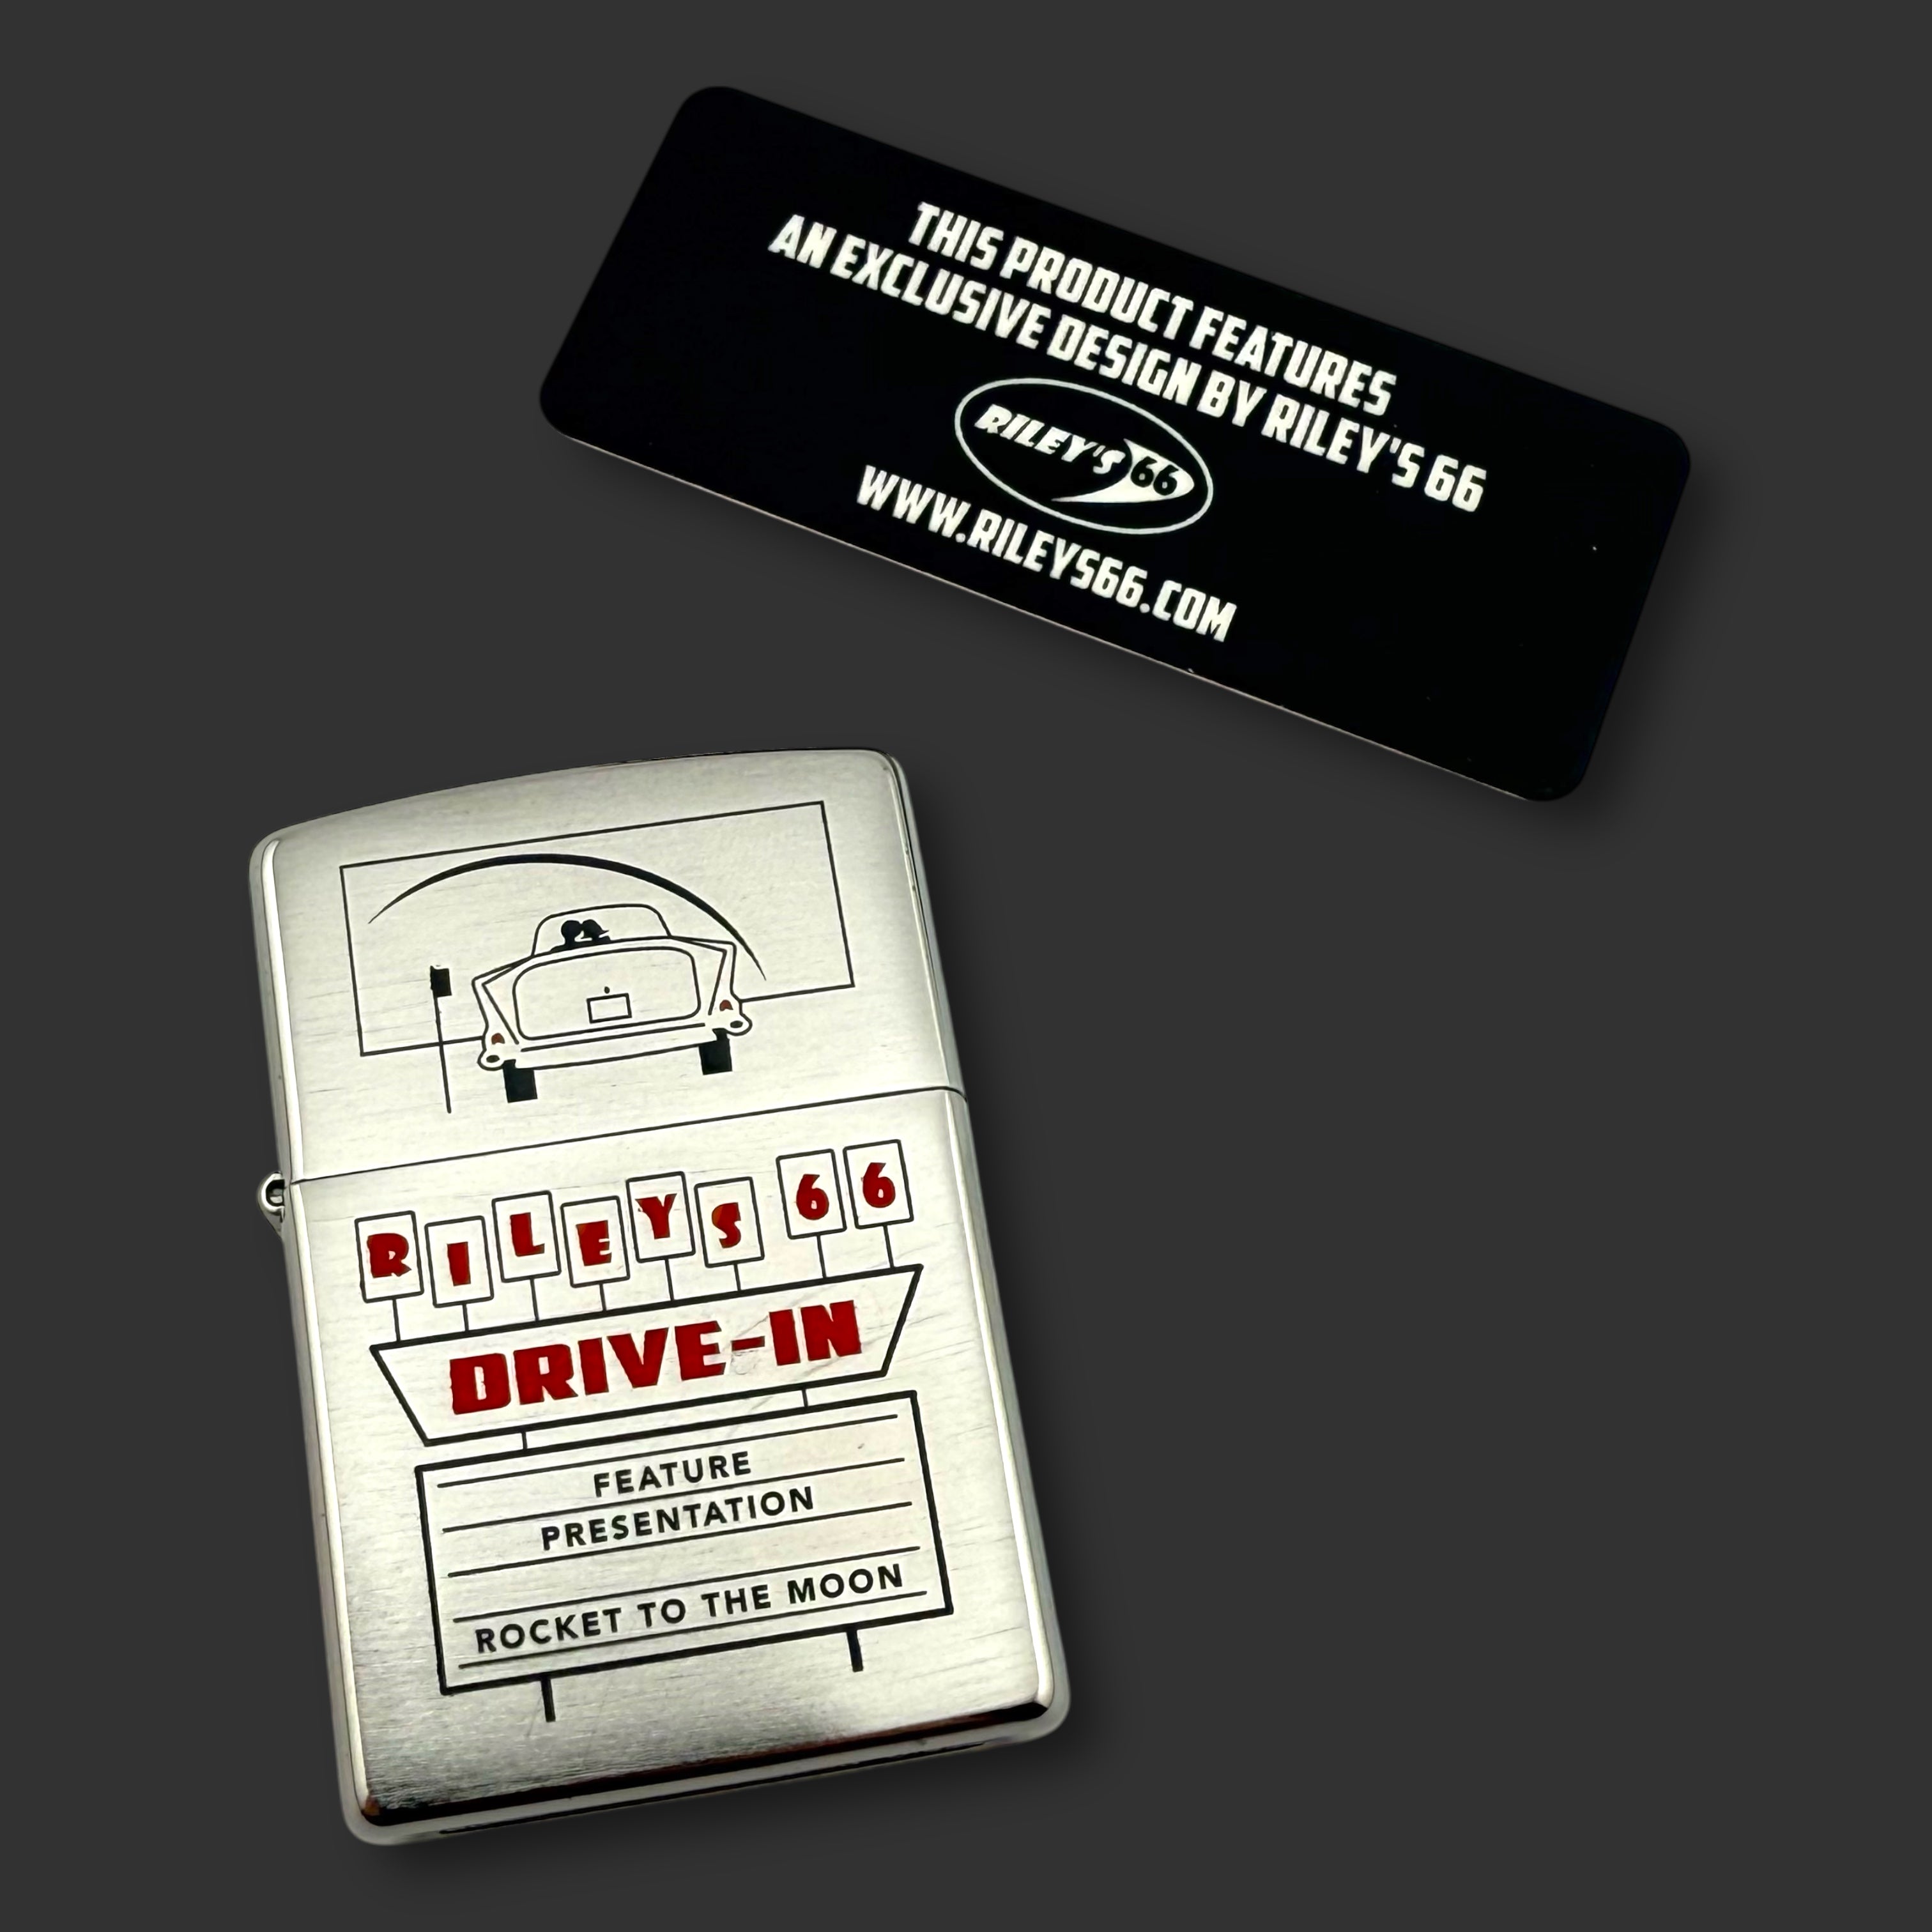 THIS PRODUCT FEATURES
AN EXCLUSIVE DESIGN BY RILEY'S 66
RILEY'S 66
WWW.RILEYS66.COM
RILEYS 66
DRIVE-IN
FEATURE
PRESENTATION
ROCKET TO THE MOON